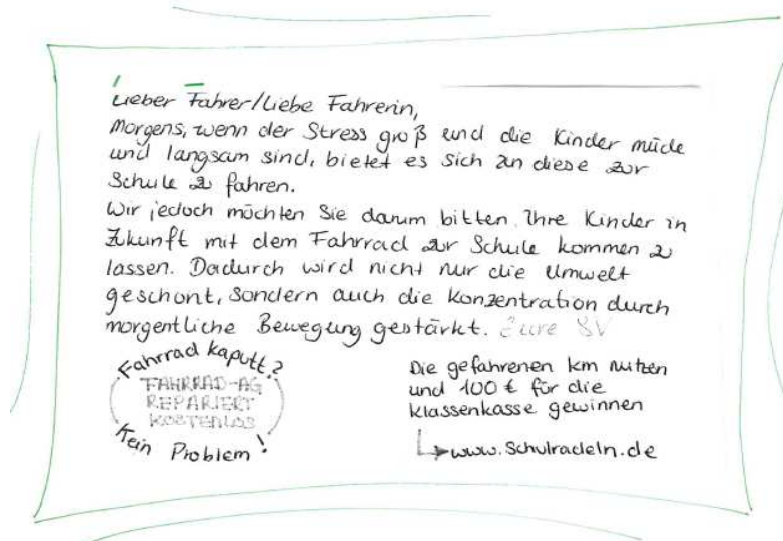 Lieber Fahrer/Liebe Fahrerin,
Morgens, wenn der Stress groß und die Kinder müde
und langsam sind, bietet es sich an diese zur
Schule zu fahren.
Wir jedoch möchten Sie darum bitten, Ihre Kinder in
Zukunft mit dem Fahrrad zur Schule kommen zu
lassen. Dadurch wird nicht nur die Umwelt
geschont, sondern auch die Konzentration durch
morgentliche Bewegung gestärkt. Eure SV
Fahrrad kaputt?
FAHRRAD-AG
REPARIERT
KOSTENLOS
Kein Problem!
Die gefahrenen km nutzen
und 100 € für die
Klassenkasse gewinnen
www.Schulradeln.de